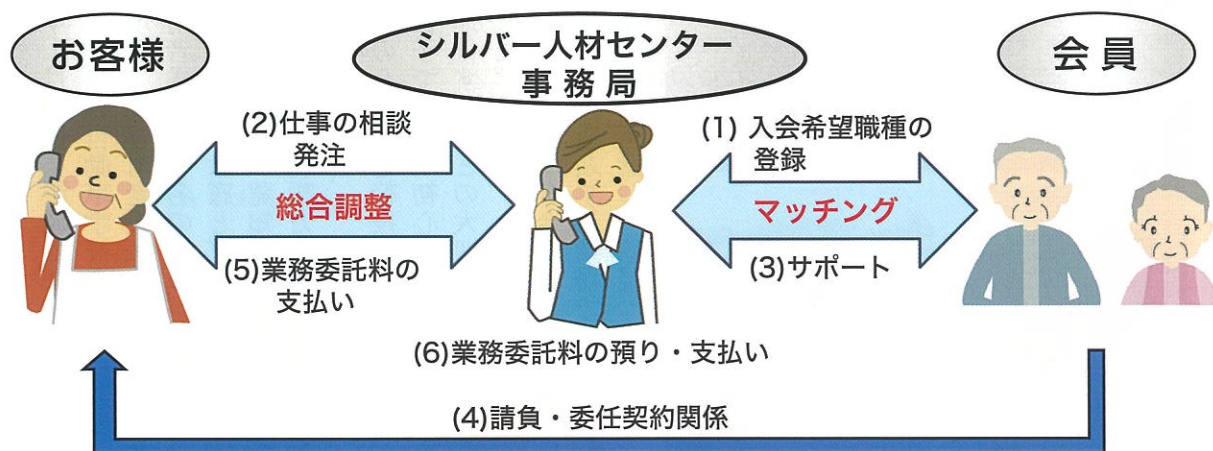 お客様
シルバー人材センター
事務局
会員
(2)仕事の相談
発注
(1) 入会希望職種の
登録
総合調整
マッチング
(5)業務委託料の
支払い
(3)サポート
(6)業務委託料の預り・支払い
(4)請負・委任契約関係